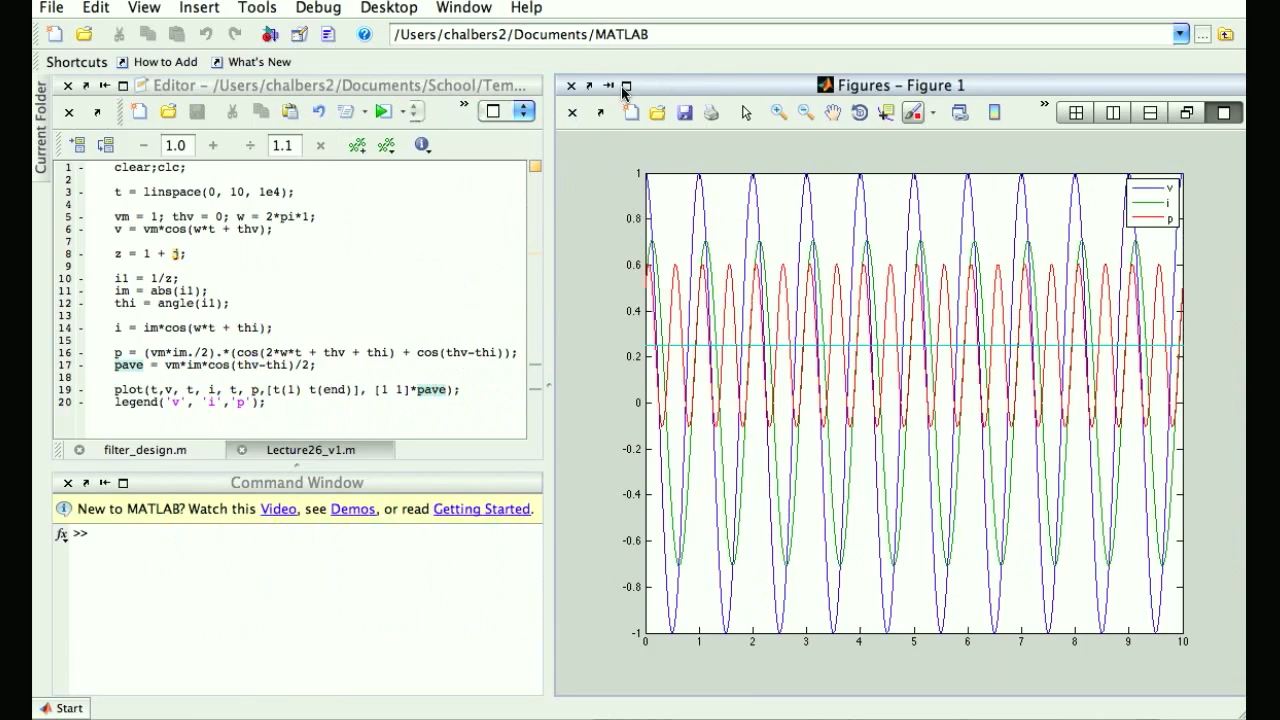 File Edit View Insert Tools Debug Desktop Window Help
/Users/chalbers2/Documents/MATLAB
...
Shortcuts How to Add What's New
Current Folder
Editor – /Users/chalbers2/Documents/School/Tem...
1.0
1.1
1 - clear;clc;
2
3 - t = linspace(0, 10, 1e4);
4
5 - vm = 1; thv = 0; w = 2*pi*1;
6 - v = vm*cos(w*t + thv);
7
8 - z = 1 + j;
9
10 - i1 = 1/z;
11 - im = abs(i1);
12 - thi = angle(i1);
13
14 - i = im*cos(w*t + thi);
15
16 - p = (vm*im./2).*(cos(2*w*t + thv + thi) + cos(thv-thi));
17 - pave = vm*im*cos(thv-thi)/2;
18
19 - plot(t,v, t, i, t, p,[t(1) t(end)], [1 1]*pave);
20 - legend('v', 'i','p');
filter_design.m Lecture26_v1.m
Command Window
New to MATLAB? Watch this Video, see Demos, or read Getting Started.
fx >>
Start
Figures – Figure 1
1
0.8
0.6
0.4
0.2
0
-0.2
-0.4
-0.6
-0.8
-1
0 1 2 3 4 5 6 7 8 9 10
v
i
p